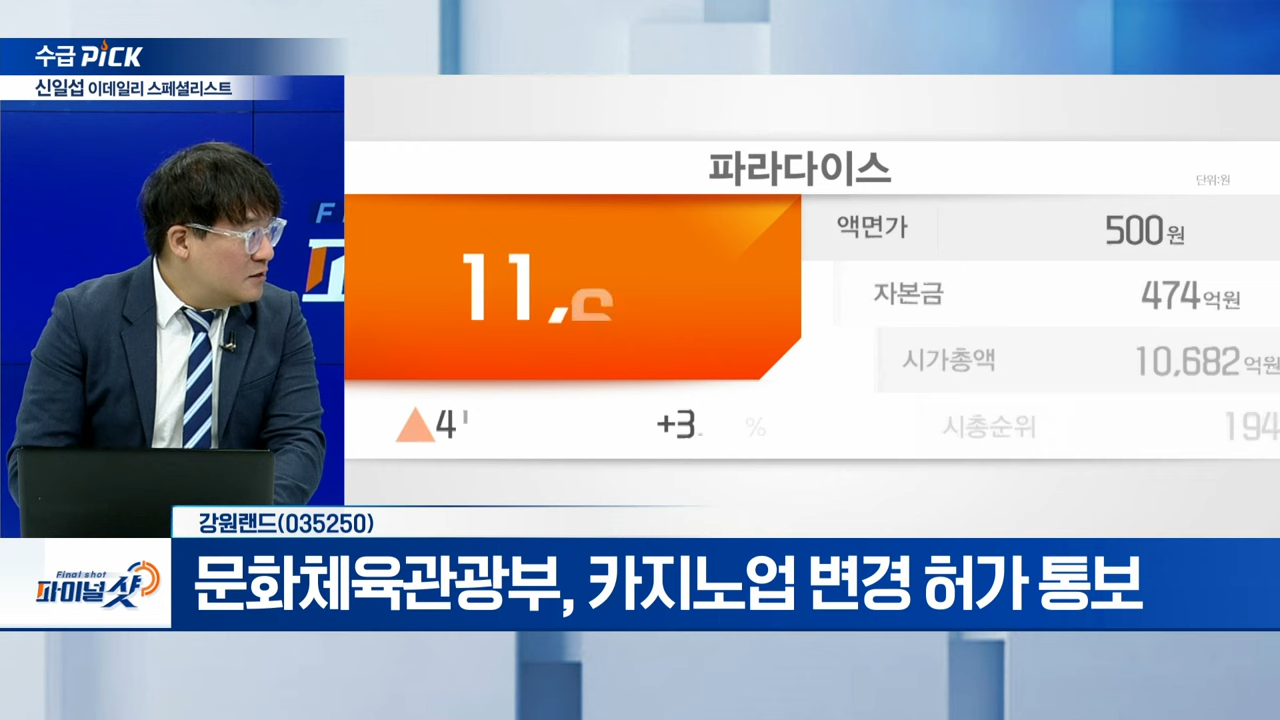 수급 PiCK
신일섭 이데일리 스페셜리스트
파라다이스
단위:원
11,
액면가 500원
자본금 474억원
시가총액 10,682억원
▲4 +3 %
시총순위 194
강원랜드(035250)
Final shot
파이널샷
문화체육관광부, 카지노업 변경 허가 통보